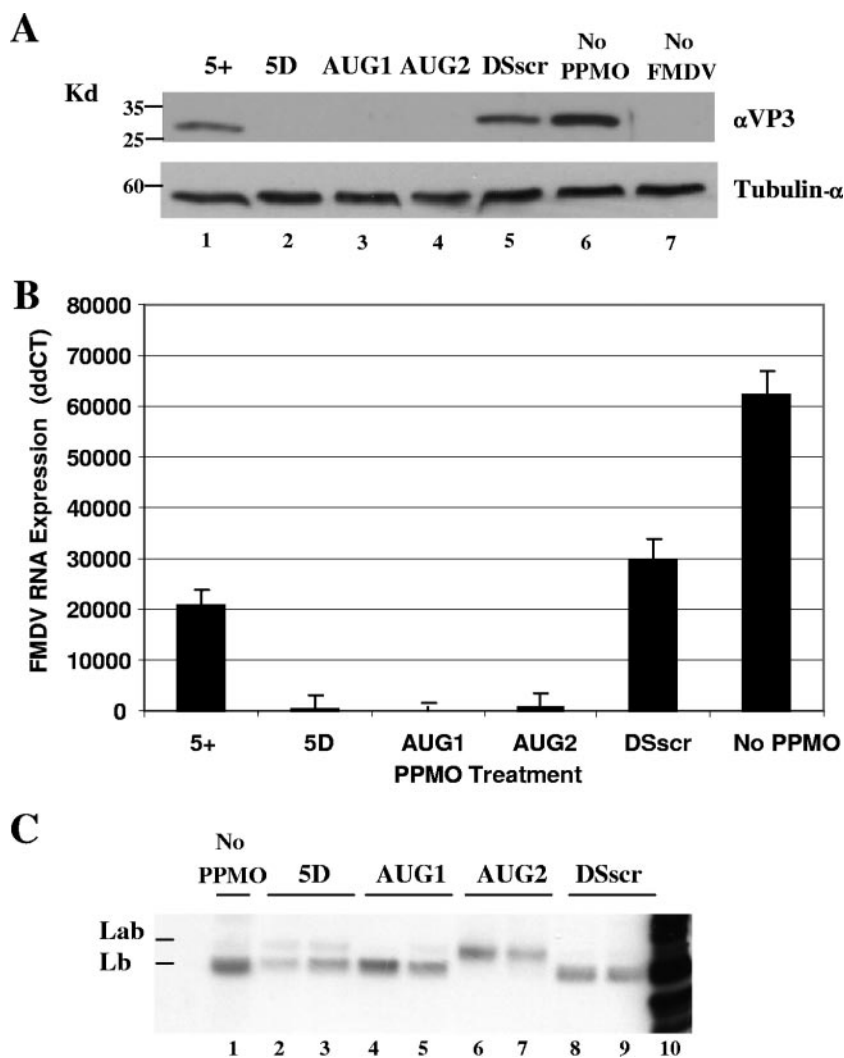 A
5+ 5D AUG1 AUG2 DSscr No PPMO No FMDV
Kd
35
25
αVP3
60
Tubulin-α
1 2 3 4 5 6 7
B
FMDV RNA Expression (ddCT)
80000
70000
60000
50000
40000
30000
20000
10000
0
5+ 5D AUG1 AUG2 DSscr No PPMO
PPMO Treatment
C
No PPMO 5D AUG1 AUG2 DSscr
Lab
Lb
1 2 3 4 5 6 7 8 9 10